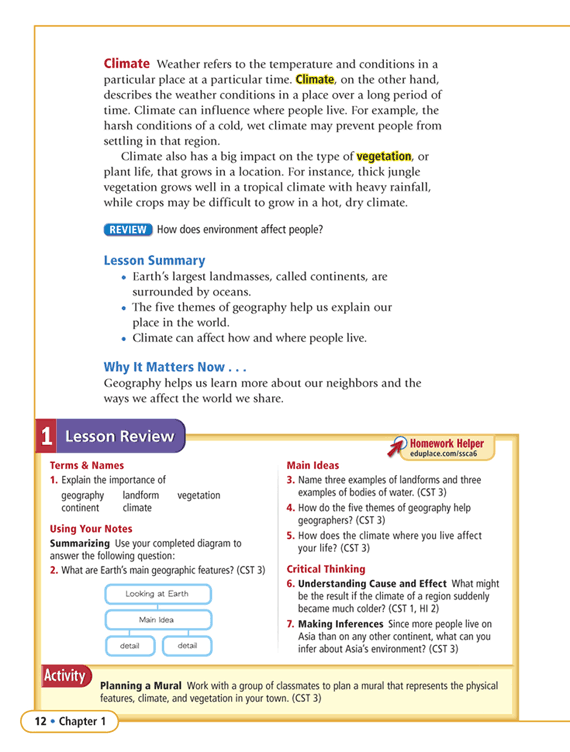 Climate Weather refers to the temperature and conditions in a
particular place at a particular time. Climate, on the other hand,
describes the weather conditions in a place over a long period of
time. Climate can influence where people live. For example, the
harsh conditions of a cold, wet climate may prevent people from
settling in that region.
Climate also has a big impact on the type of vegetation, or
plant life, that grows in a location. For instance, thick jungle
vegetation grows well in a tropical climate with heavy rainfall,
while crops may be difficult to grow in a hot, dry climate.
REVIEW How does environment affect people?
Lesson Summary
• Earth's largest landmasses, called continents, are
surrounded by oceans.
• The five themes of geography help us explain our
place in the world.
• Climate can affect how and where people live.
Why It Matters Now . . .
Geography helps us learn more about our neighbors and the
ways we affect the world we share.
1 Lesson Review
Homework Helper
eduplace.com/ssca6
Terms & Names
1. Explain the importance of
geography landform vegetation
continent climate
Using Your Notes
Summarizing Use your completed diagram to
answer the following question:
2. What are Earth's main geographic features? (CST 3)
Looking at Earth
Main Idea
detail detail
Main Ideas
3. Name three examples of landforms and three
examples of bodies of water. (CST 3)
4. How do the five themes of geography help
geographers? (CST 3)
5. How does the climate where you live affect
your life? (CST 3)
Critical Thinking
6. Understanding Cause and Effect What might
be the result if the climate of a region suddenly
became much colder? (CST 1, HI 2)
7. Making Inferences Since more people live on
Asia than on any other continent, what can you
infer about Asia's environment? (CST 3)
Activity
Planning a Mural Work with a group of classmates to plan a mural that represents the physical
features, climate, and vegetation in your town. (CST 3)
12 • Chapter 1